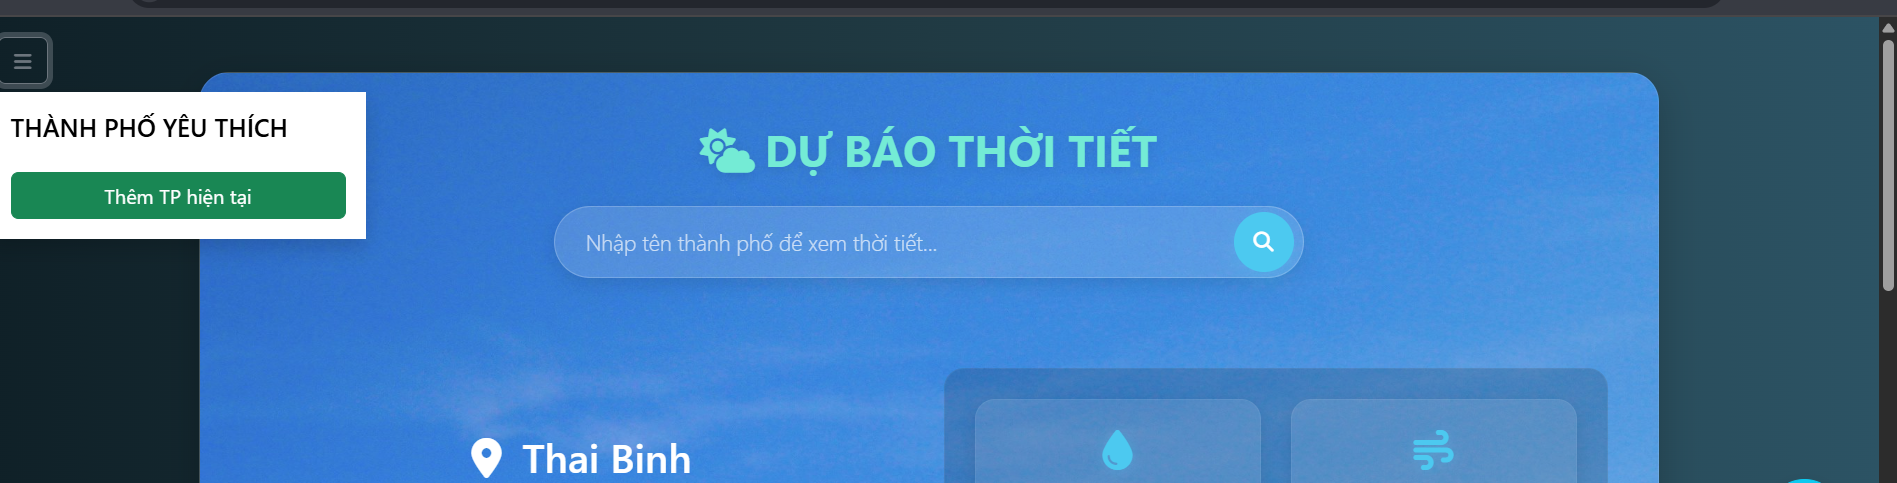 THÀNH PHỐ YÊU THÍCH
Thêm TP hiện tại
DỰ BÁO THỜI TIẾT
Nhập tên thành phố để xem thời tiết...
Thai Binh